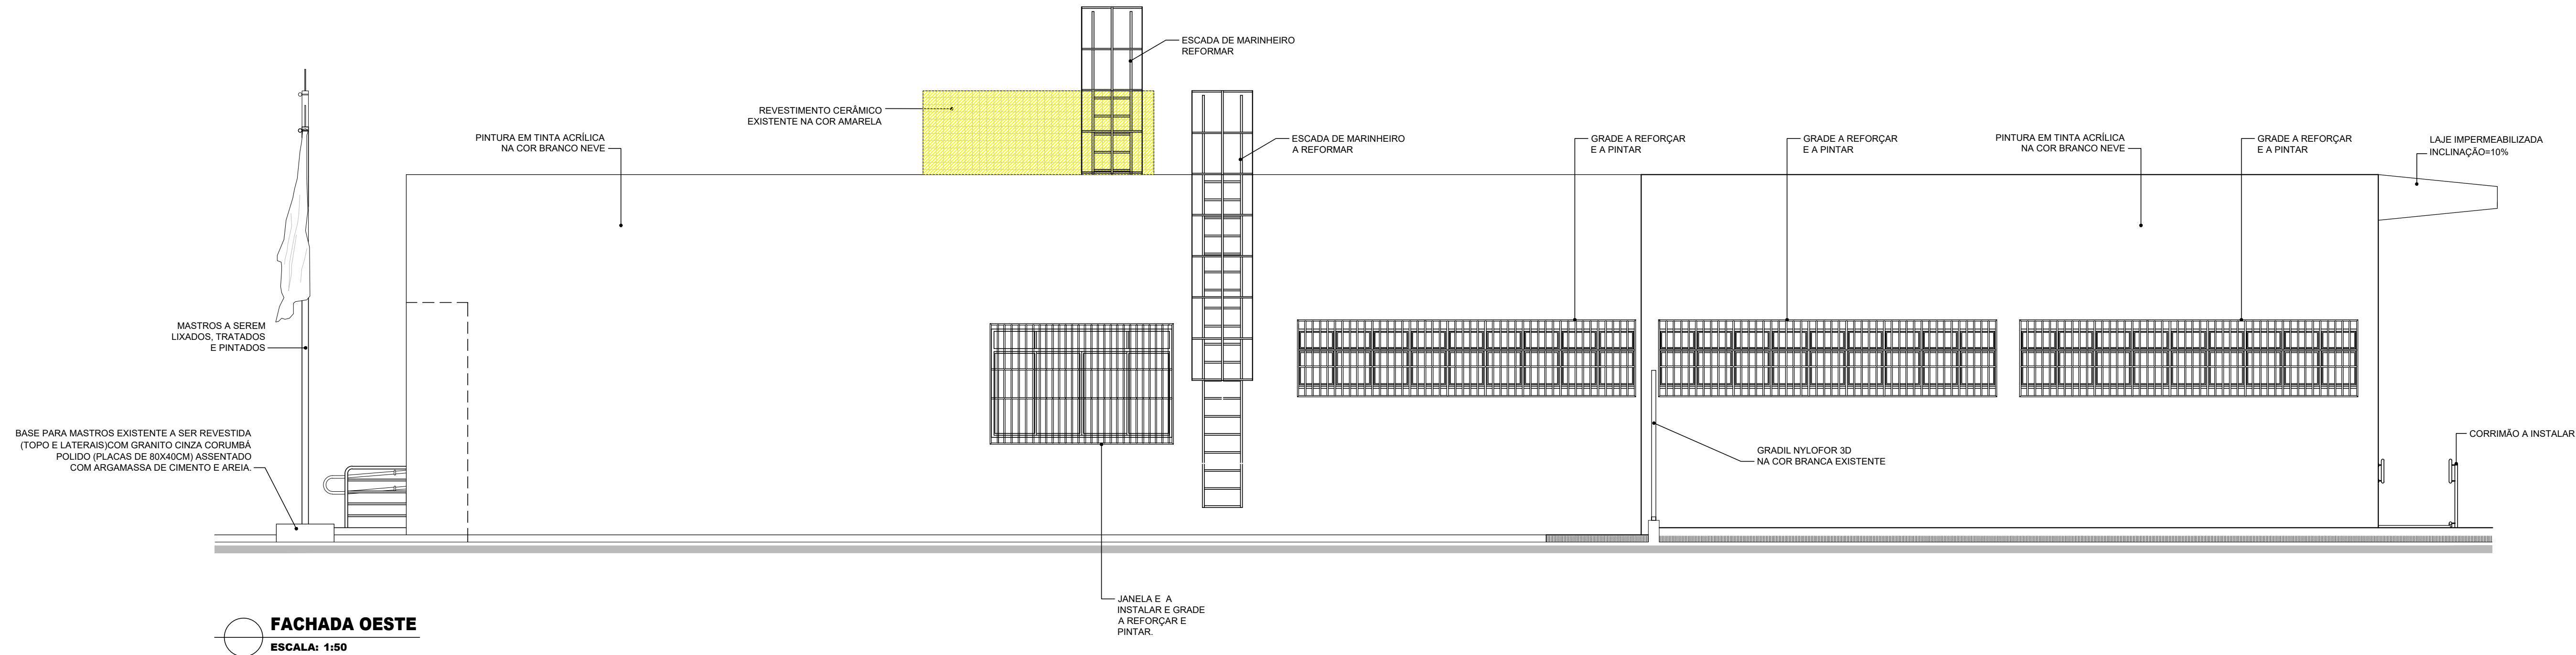 ESCADA DE MARINHEIRO
REFORMAR
REVESTIMENTO CERÂMICO
EXISTENTE NA COR AMARELA
PINTURA EM TINTA ACRÍLICA
NA COR BRANCO NEVE
ESCADA DE MARINHEIRO
A REFORMAR
GRADE A REFORÇAR
E A PINTAR
GRADE A REFORÇAR
E A PINTAR
PINTURA EM TINTA ACRÍLICA
NA COR BRANCO NEVE
GRADE A REFORÇAR
E A PINTAR
LAJE IMPERMEABILIZADA
INCLINAÇÃO=10%
MASTROS A SEREM
LIXADOS, TRATADOS
E PINTADOS
BASE PARA MASTROS EXISTENTE A SER REVESTIDA
(TOPO E LATERAIS)COM GRANITO CINZA CORUMBÁ
POLIDO (PLACAS DE 80X40CM) ASSENTADO
COM ARGAMASSA DE CIMENTO E AREIA.
GRADIL NYLOFOR 3D
NA COR BRANCA EXISTENTE
CORRIMÃO A INSTALAR
JANELA E A
INSTALAR E GRADE
A REFORÇAR E
PINTAR.
FACHADA OESTE
ESCALA: 1:50